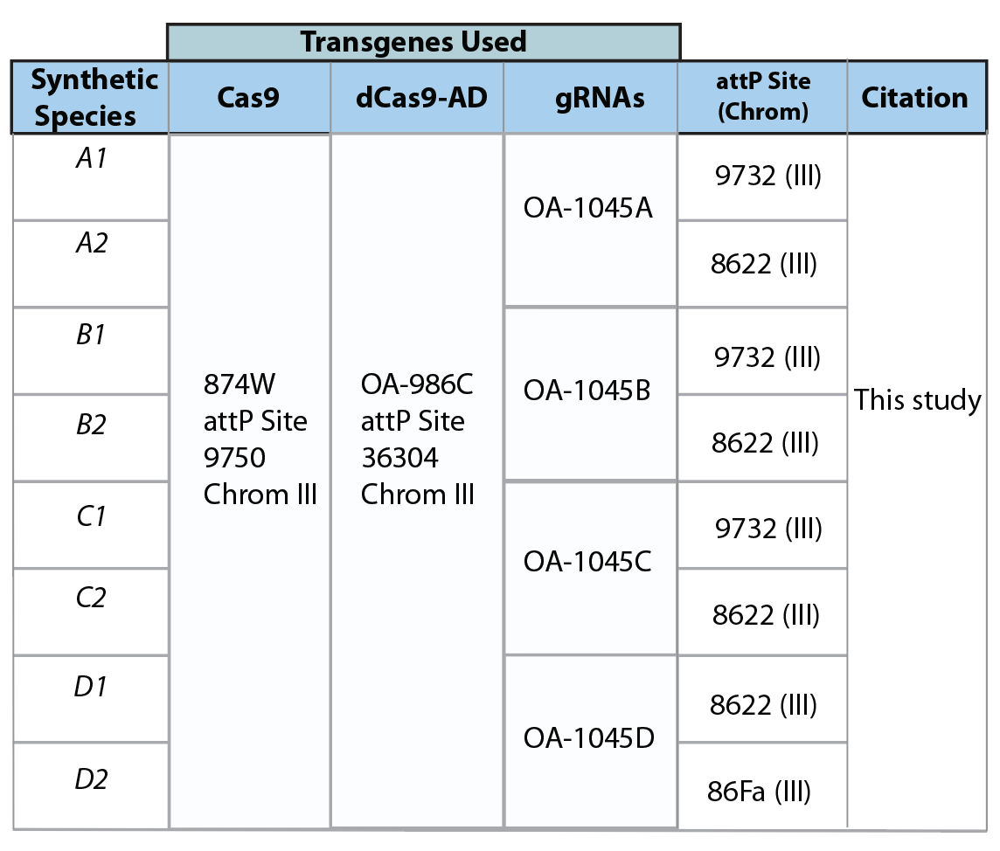 Transgenes Used
Synthetic
Species
Cas9
dCas9-AD
gRNAs
attP Site
(Chrom)
Citation
A1
A2
B1
B2
C1
C2
D1
D2
874W
attP Site
9750
Chrom III
OA-986C
attP Site
36304
Chrom III
OA-1045A
OA-1045B
OA-1045C
OA-1045D
9732 (III)
8622 (III)
9732 (III)
8622 (III)
9732 (III)
8622 (III)
8622 (III)
86Fa (III)
This study